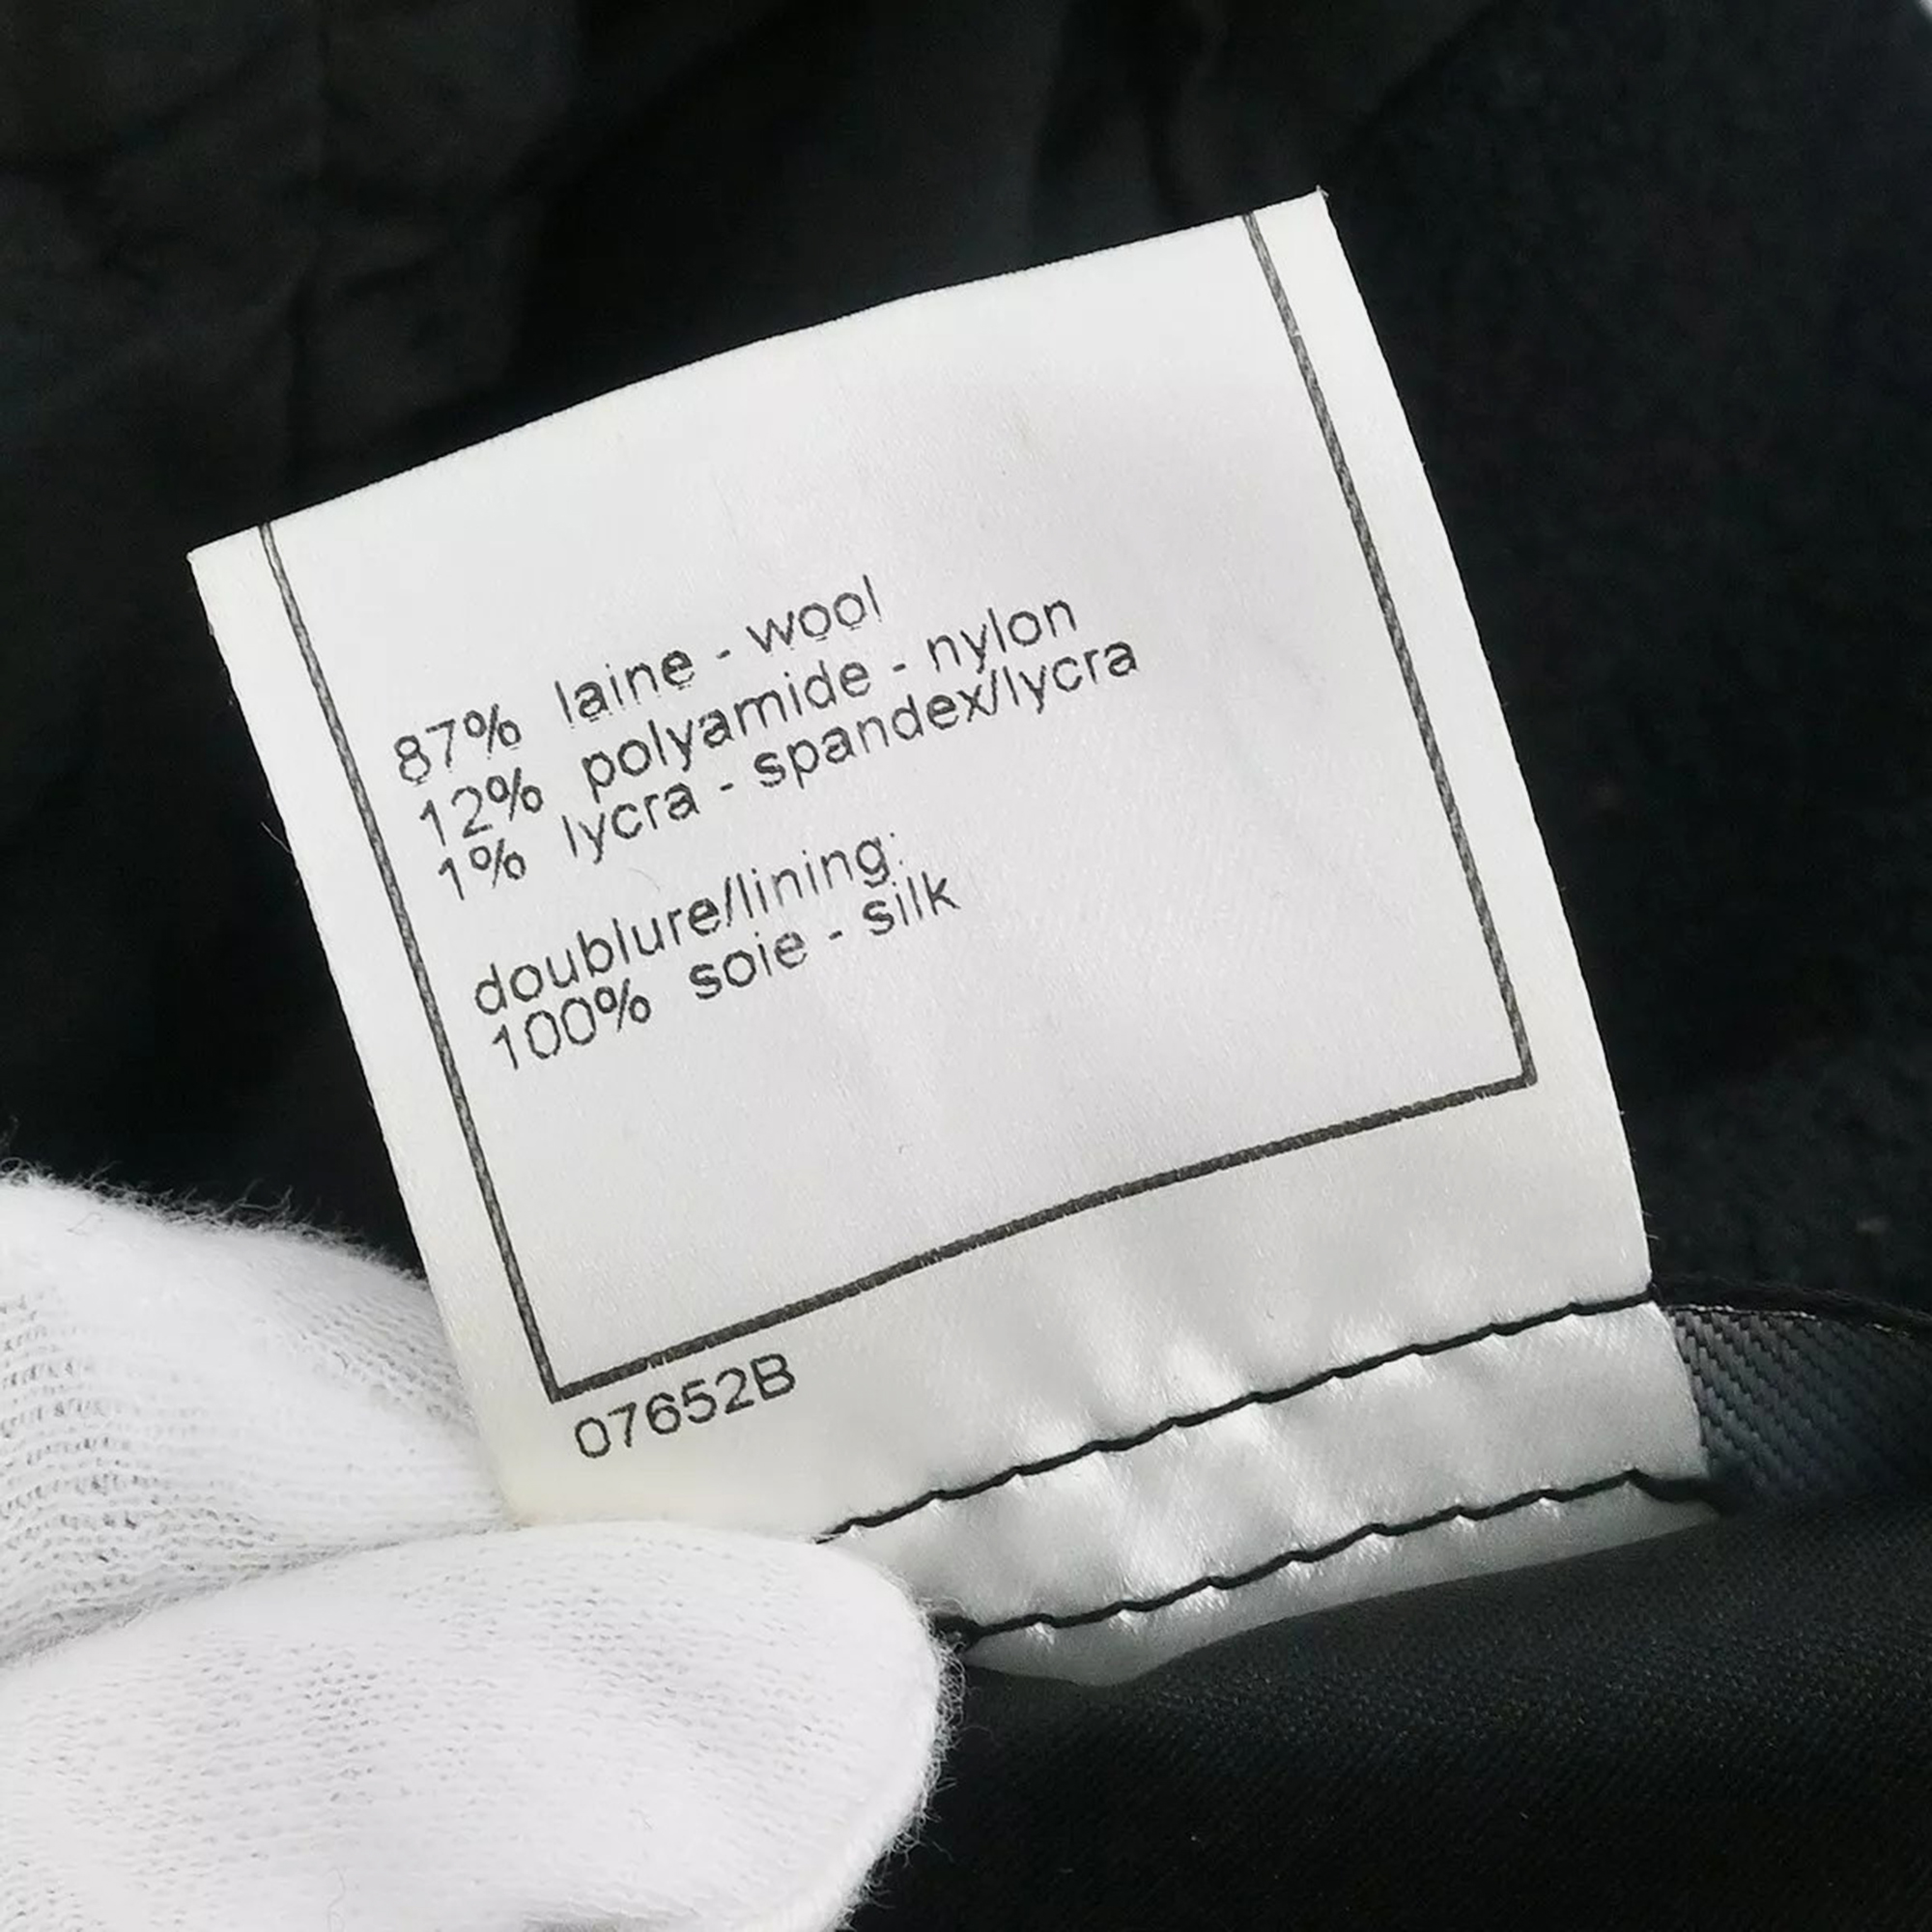 87% laine - wool
12% polyamide - nylon
1% lycra - spandex/lycra
doublure/lining:
100% soie - silk
07652B